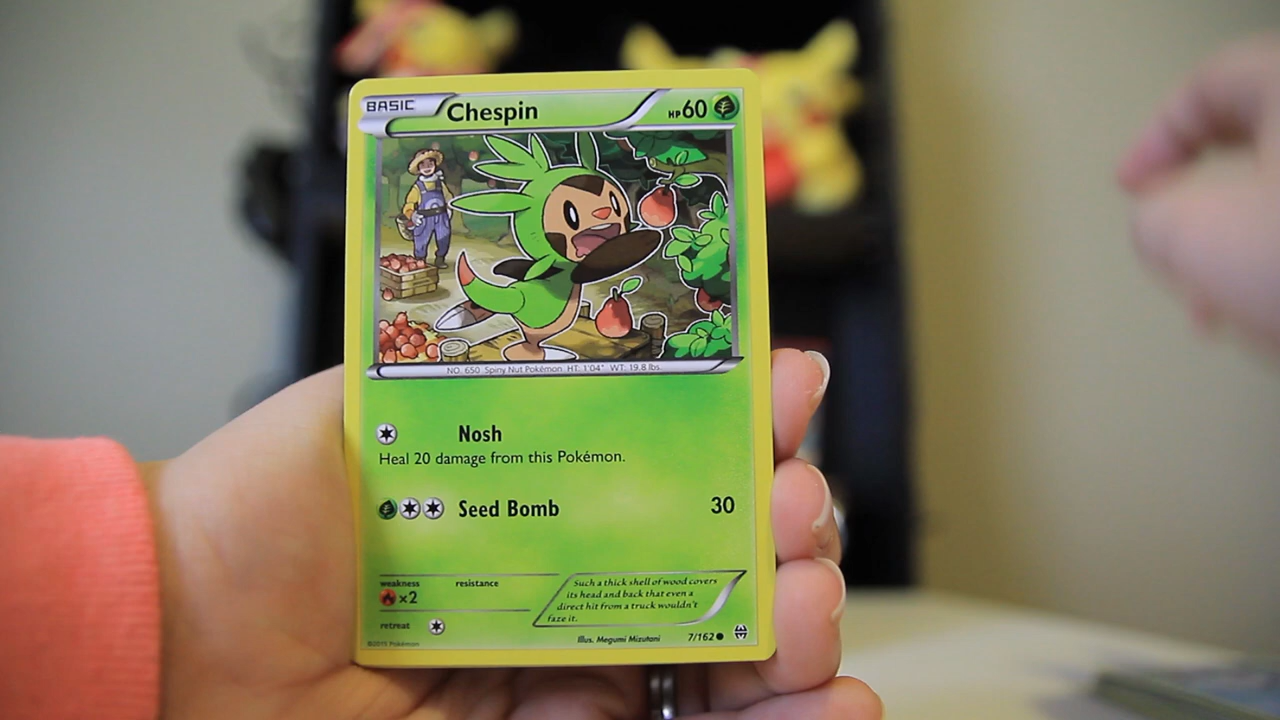 BASIC Chespin HP60
NO. 650 Spiny Nut Pokémon. HT: 1'04" WT: 19.8 lbs.
Nosh
Heal 20 damage from this Pokémon.
Seed Bomb 30
weakness resistance
×2
retreat
Such a thick shell of wood covers
its head and back that even a
direct hit from a truck wouldn't
faze it.
Illus. Megumi Mizutani 7/162
©2015 Pokémon